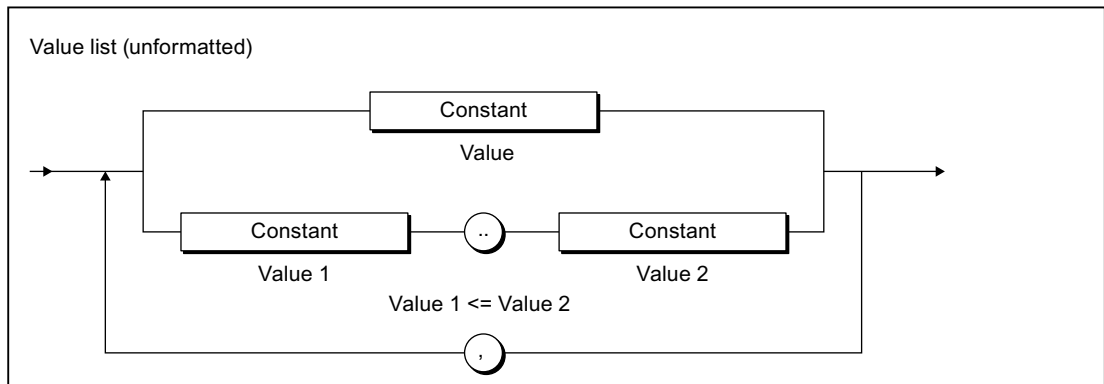 Value list (unformatted)
Constant
Value
Constant .. Constant
Value 1 Value 2
Value 1 <= Value 2
,